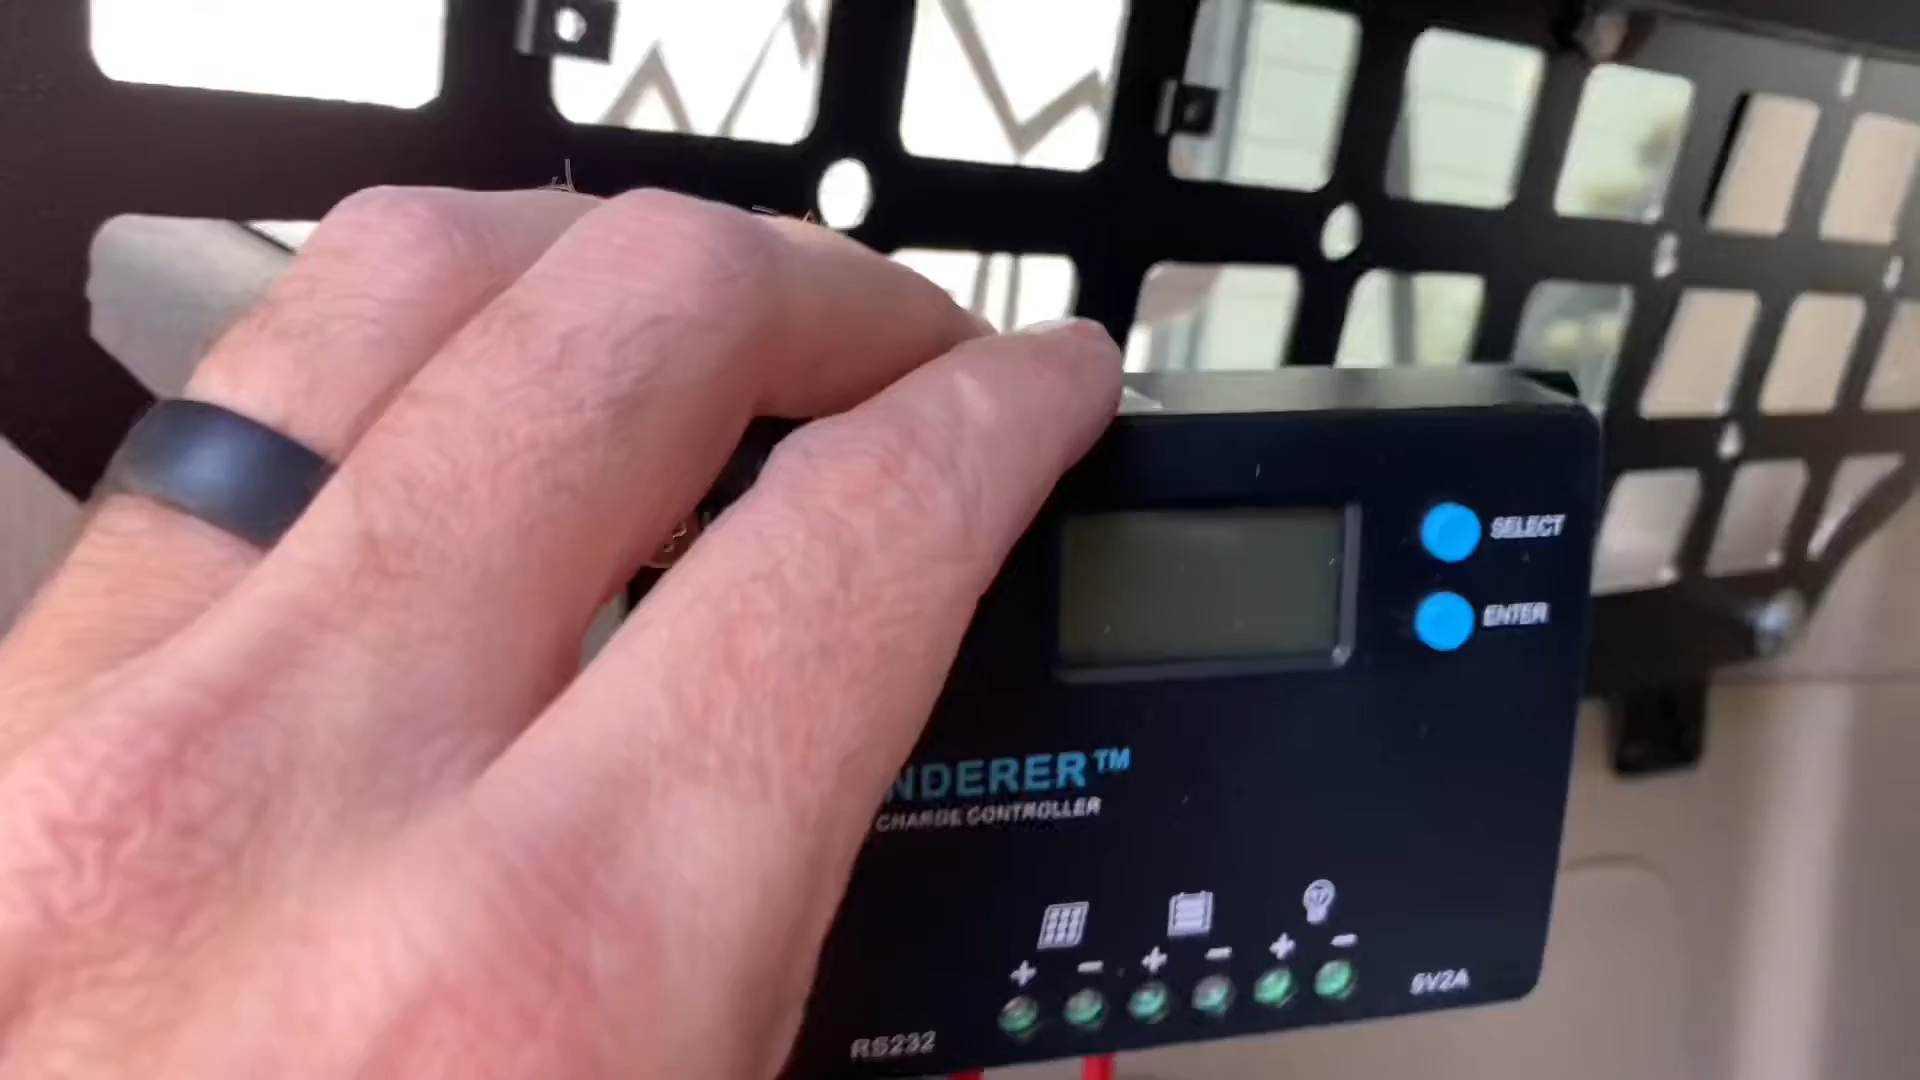 SELECT
ENTER
NDERER™
CHARGE CONTROLLER
+ - + - + -
5V2A
RS232